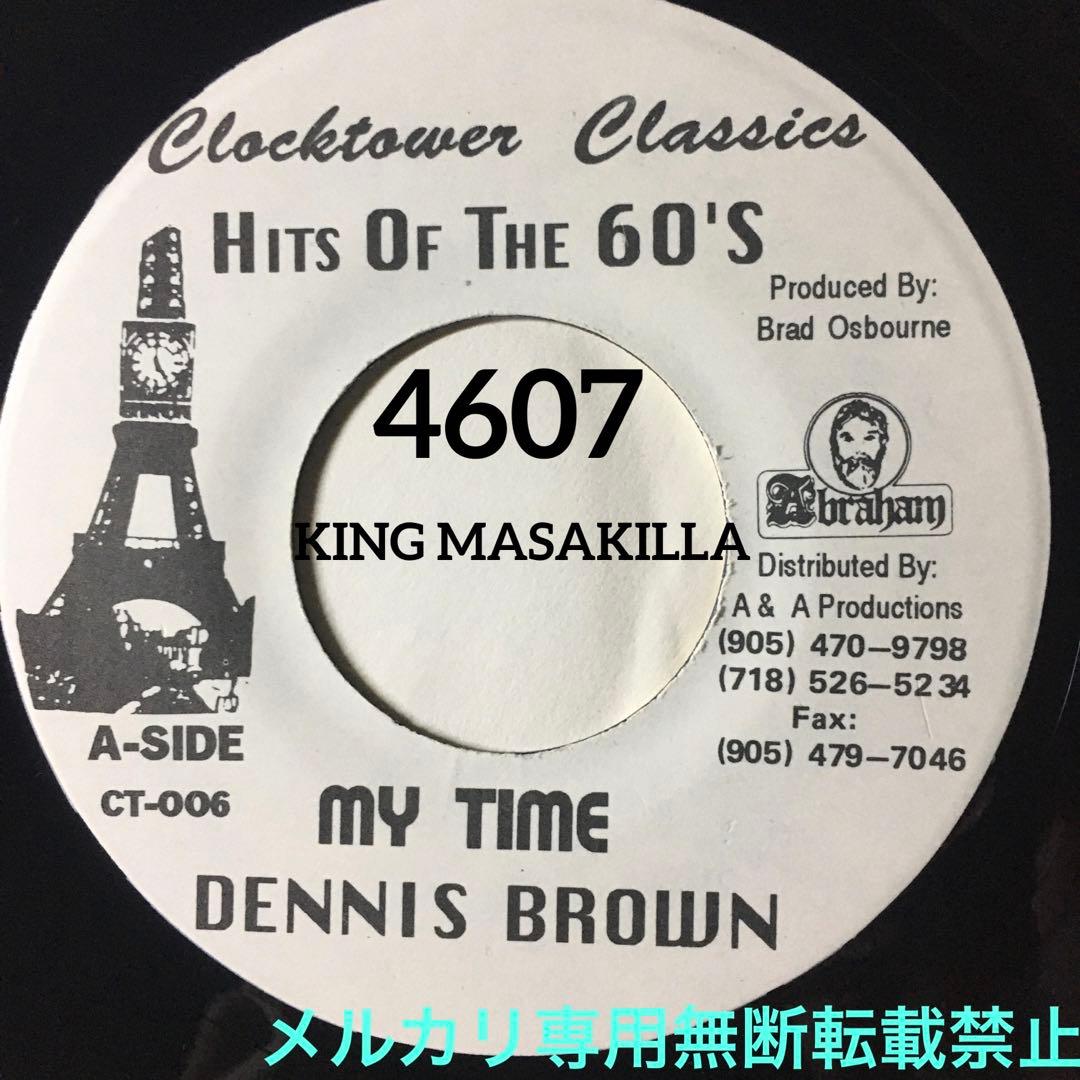 Clocktower Classics
HITS OF THE 60'S
Produced By:
Brad Osbourne
4607
KING MASAKILLA
Abraham
Distributed By:
A & A Productions
(905) 470-9798
(718) 526-5234
Fax:
(905) 479-7046
A-SIDE
CT-006
MY TIME
DENNIS BROWN
メルカリ専用無断転載禁止